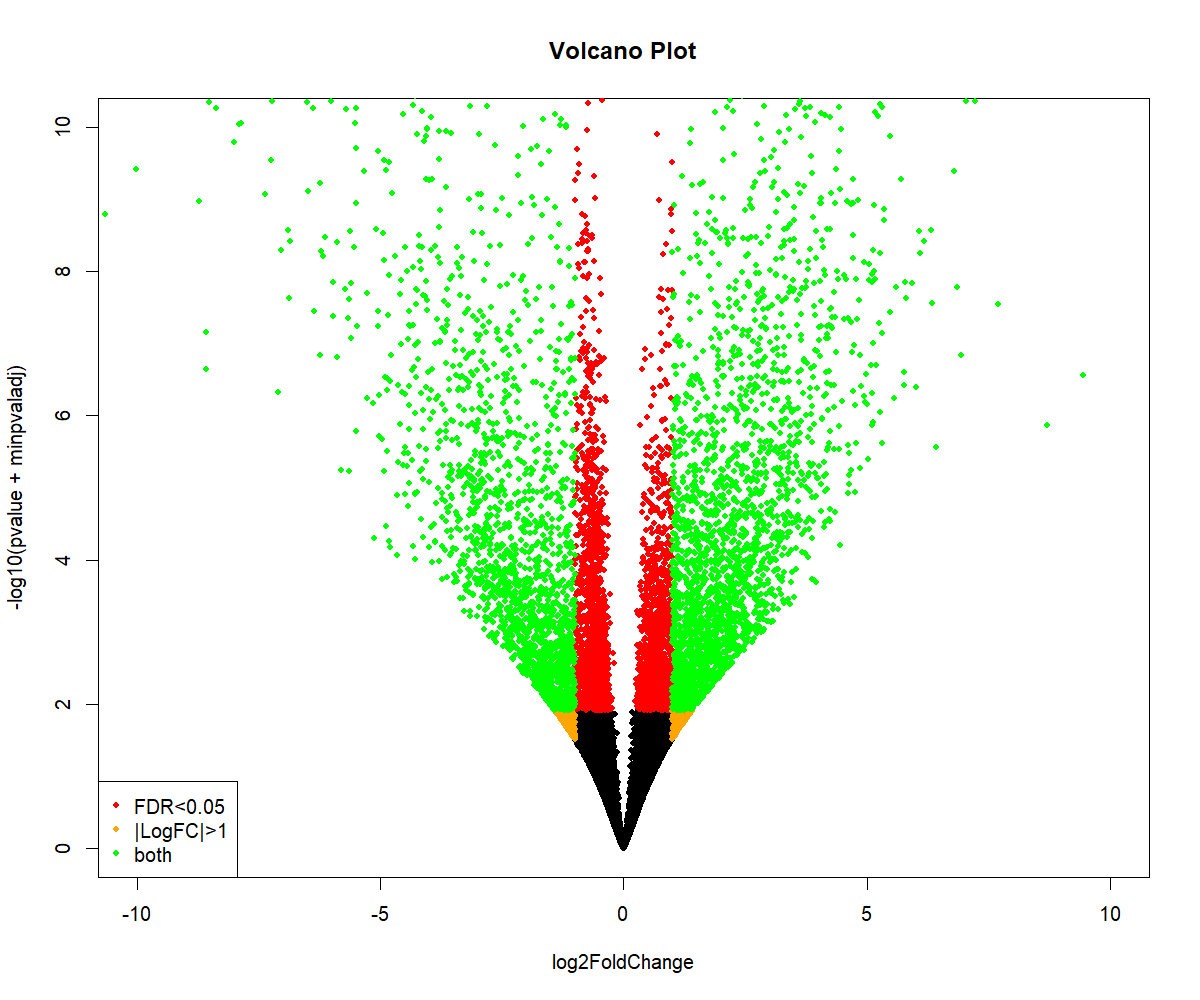 Volcano Plot
-log10(pvalue + minpvaladj)
10
8
6
4
2
0
FDR<0.05
|LogFC|>1
both
-10 -5 0 5 10
log2FoldChange